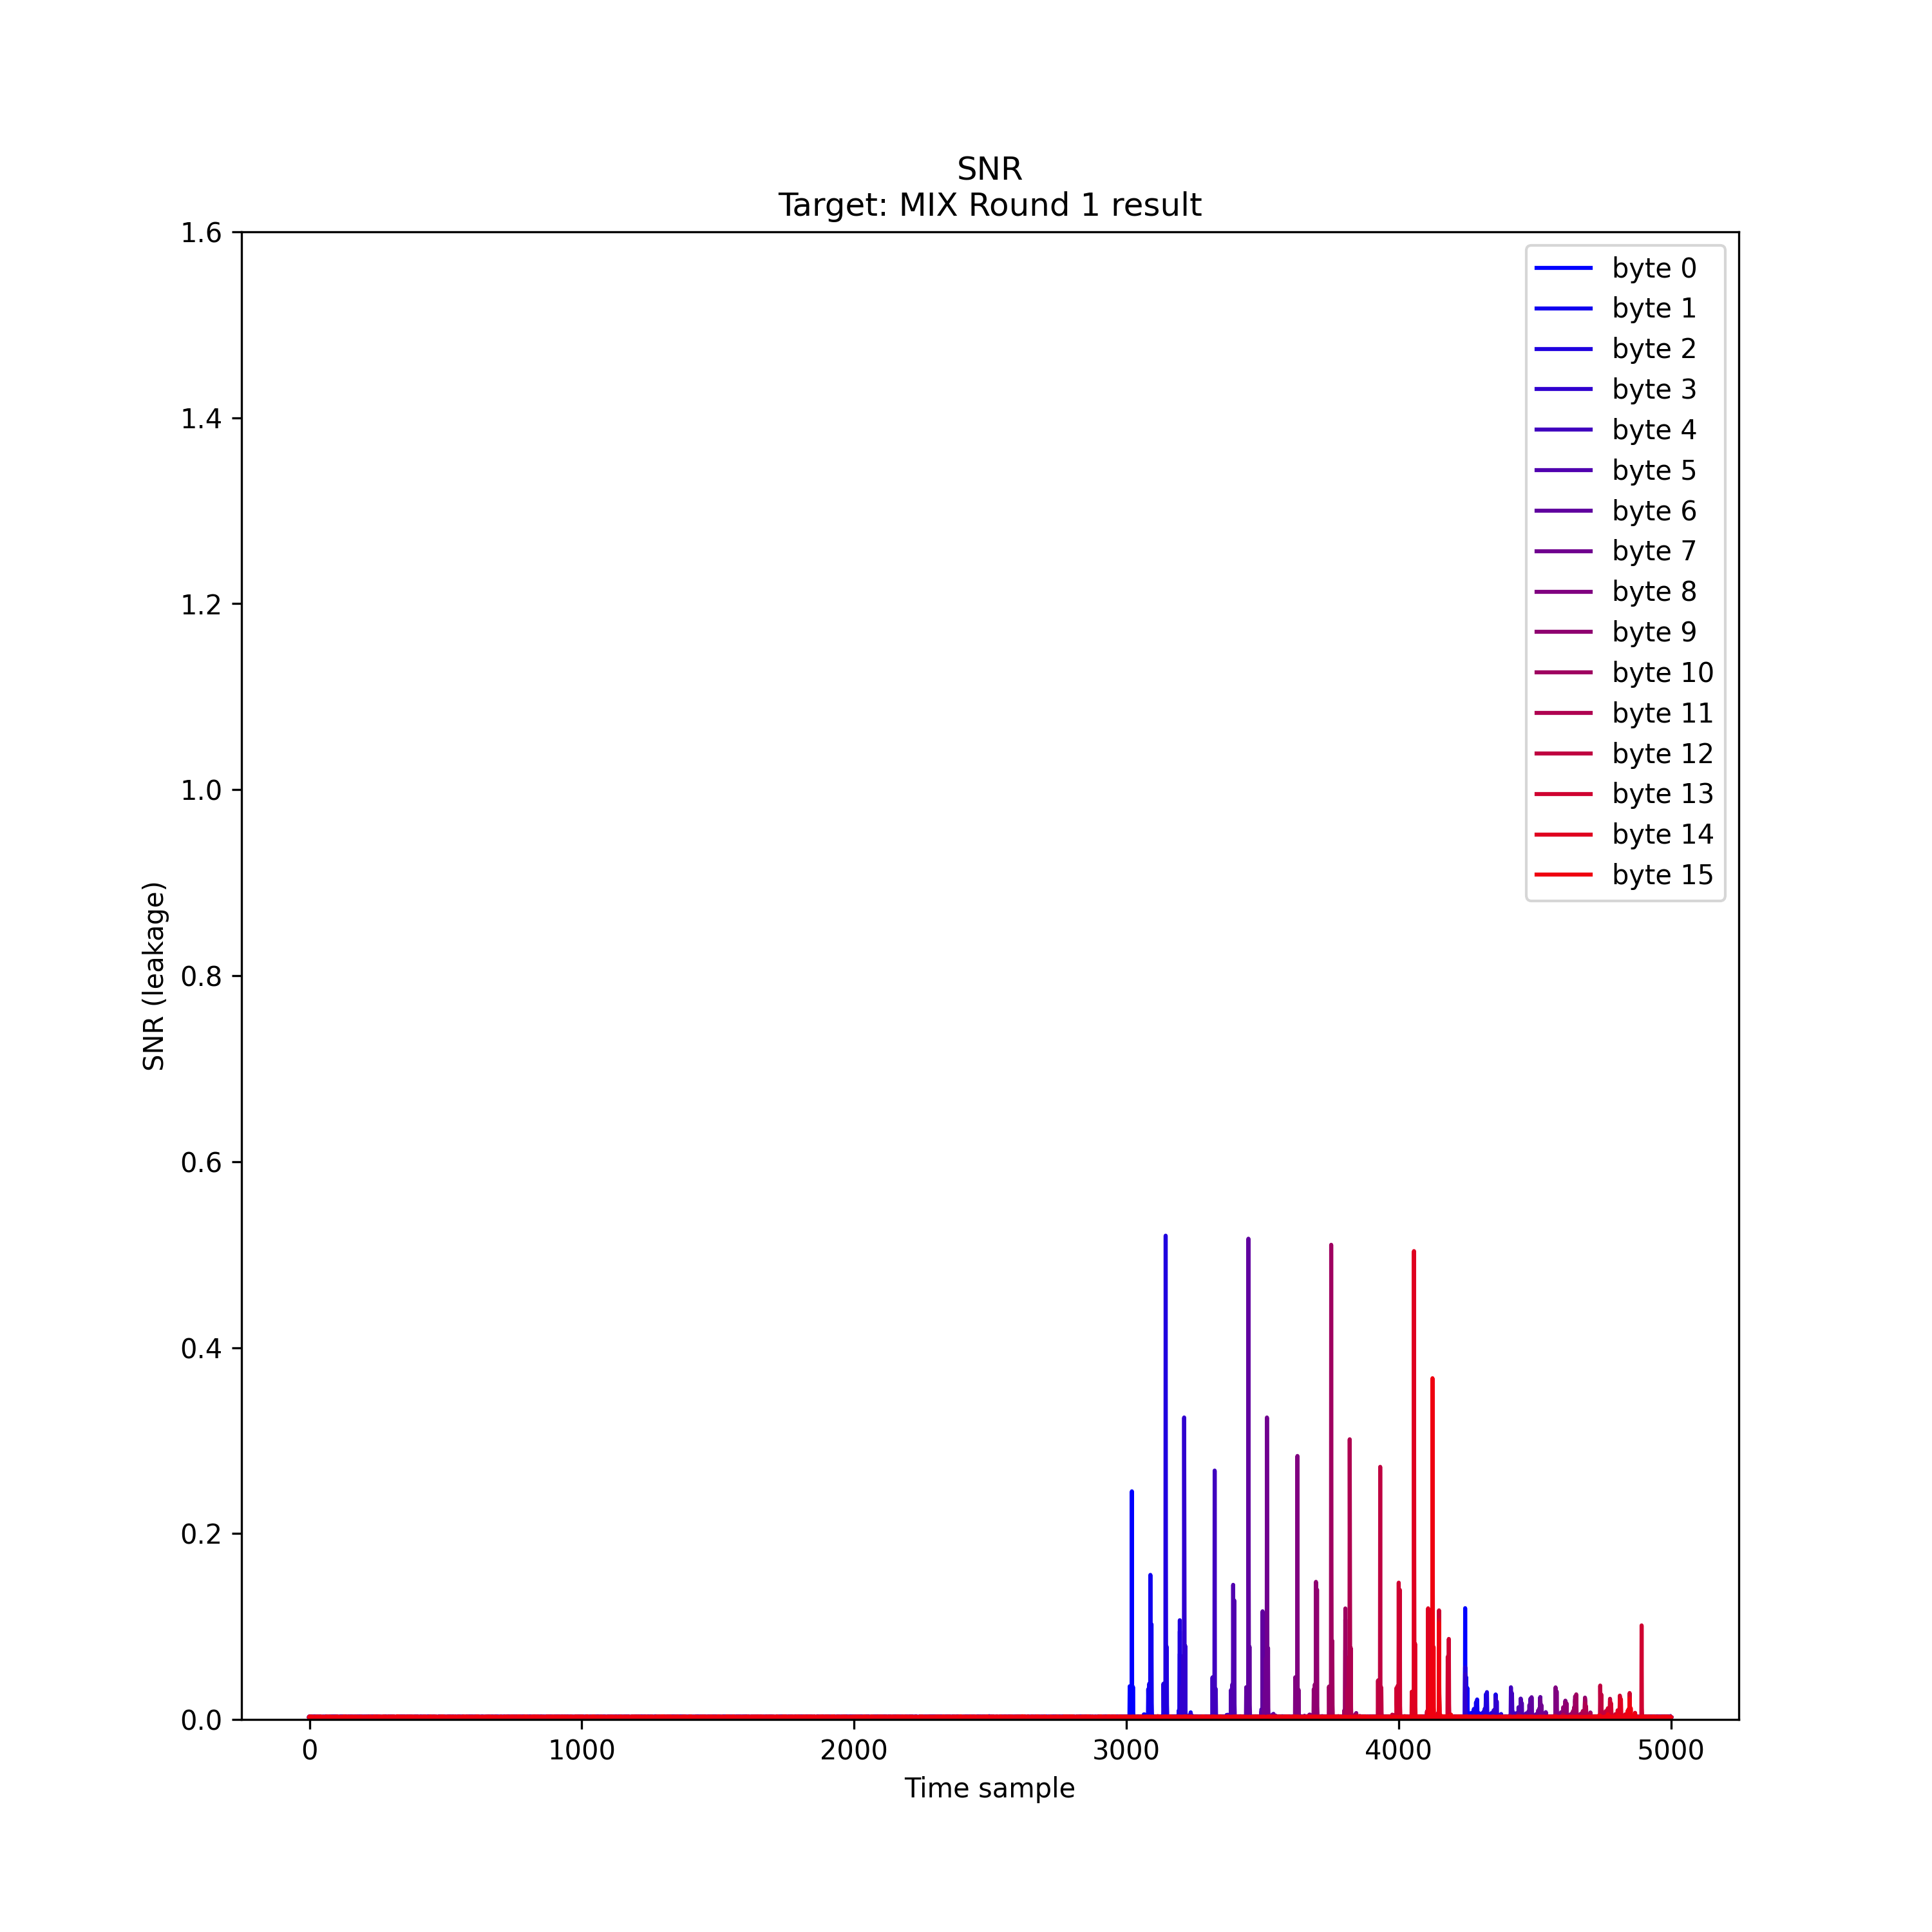 SNR
Target: MIX Round 1 result
1.6
1.4
1.2
1.0
0.8
0.6
0.4
0.2
0.0
SNR (leakage)
byte 0
byte 1
byte 2
byte 3
byte 4
byte 5
byte 6
byte 7
byte 8
byte 9
byte 10
byte 11
byte 12
byte 13
byte 14
byte 15
0 1000 2000 3000 4000 5000
Time sample